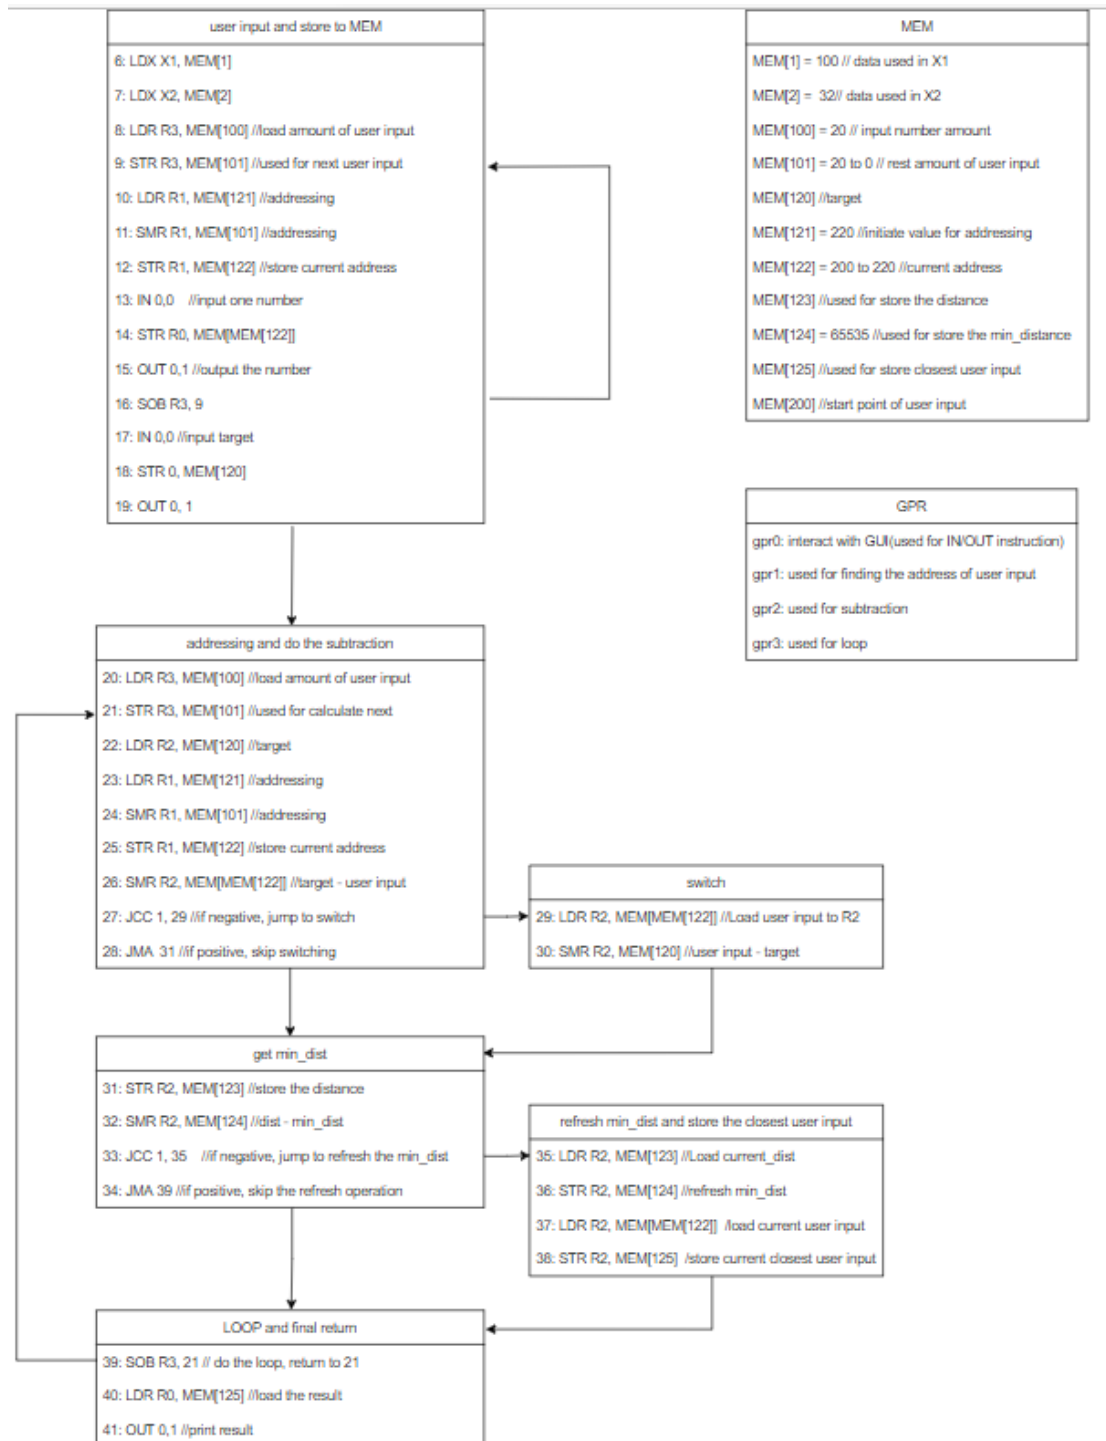 user input and store to MEM
6: LDX X1, MEM[1]
7: LDX X2, MEM[2]
8: LDR R3, MEM[100] //load amount of user input
9: STR R3, MEM[101] //used for next user input
10: LDR R1, MEM[121] //addressing
11: SMR R1, MEM[101] //addressing
12: STR R1, MEM[122] //store current address
13: IN 0,0 //input one number
14: STR R0, MEM[MEM[122]]
15: OUT 0,1 //output the number
16: SOB R3, 9
17: IN 0,0 //input target
18: STR 0, MEM[120]
19: OUT 0, 1
MEM
MEM[1] = 100 // data used in X1
MEM[2] = 32// data used in X2
MEM[100] = 20 // input number amount
MEM[101] = 20 to 0 // rest amount of user input
MEM[120] //target
MEM[121] = 220 //initiate value for addressing
MEM[122] = 200 to 220 //current address
MEM[123] //used for store the distance
MEM[124] = 65535 //used for store the min_distance
MEM[125] //used for store closest user input
MEM[200] //start point of user input
GPR
gpr0: interact with GUI(used for IN/OUT instruction)
gpr1: used for finding the address of user input
gpr2: used for subtraction
gpr3: used for loop
addressing and do the subtraction
20: LDR R3, MEM[100] //load amount of user input
21: STR R3, MEM[101] //used for calculate next
22: LDR R2, MEM[120] //target
23: LDR R1, MEM[121] //addressing
24: SMR R1, MEM[101] //addressing
25: STR R1, MEM[122] //store current address
26: SMR R2, MEM[MEM[122]] //target - user input
27: JCC 1, 29 //if negative, jump to switch
28: JMA 31 //if positive, skip switching
switch
29: LDR R2, MEM[MEM[122]] //Load user input to R2
30: SMR R2, MEM[120] //user input - target
get min_dist
31: STR R2, MEM[123] //store the distance
32: SMR R2, MEM[124] //dist - min_dist
33: JCC 1, 35 //if negative, jump to refresh the min_dist
34: JMA 39 //if positive, skip the refresh operation
refresh min_dist and store the closest user input
35: LDR R2, MEM[123] //Load current_dist
36: STR R2, MEM[124] //refresh min_dist
37: LDR R2, MEM[MEM[122]] /load current user input
38: STR R2, MEM[125] /store current closest user input
LOOP and final return
39: SOB R3, 21 // do the loop, return to 21
40: LDR R0, MEM[125] //load the result
41: OUT 0,1 //print result